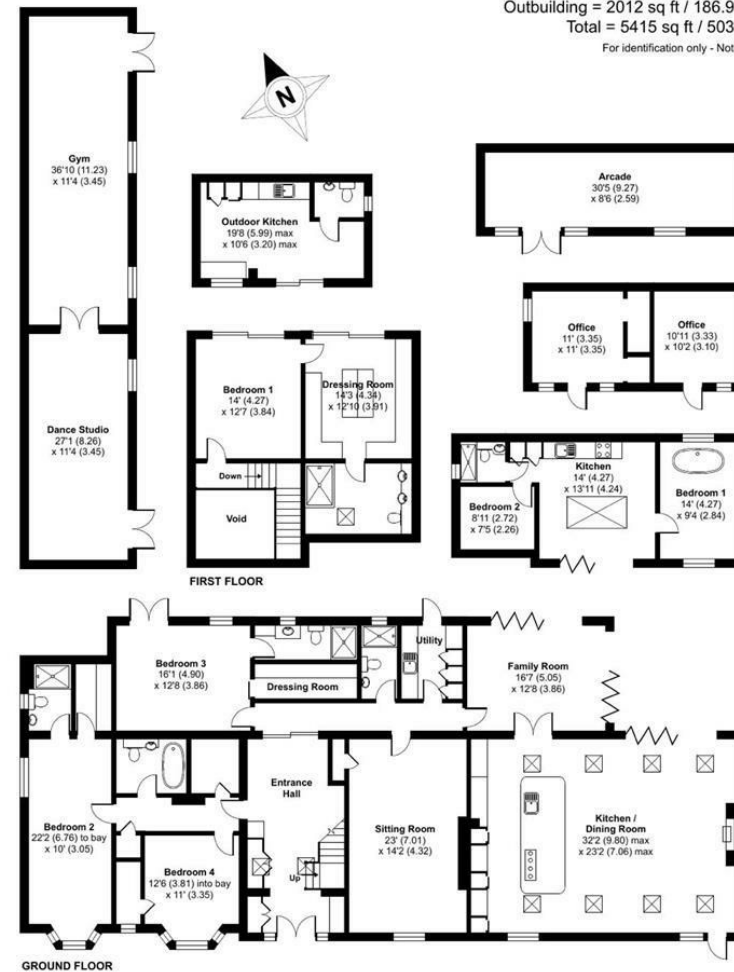 Outbuilding = 2012 sq ft / 186.9
Total = 5415 sq ft / 503
For identification only - Not
N
Gym
36'10 (11.23)
x 11'4 (3.45)
Arcade
30'5 (9.27)
x 8'6 (2.59)
Outdoor Kitchen
19'8 (5.99) max
x 10'6 (3.20) max
Office
11' (3.35)
x 11' (3.35)
Office
10'11 (3.33)
x 10'2 (3.10)
Bedroom 1
14' (4.27)
x 12'7 (3.84)
Dressing Room
14'3 (4.34)
x 12'10 (3.91)
Dance Studio
27'1 (8.26)
x 11'4 (3.45)
Down
Void
Kitchen
14' (4.27)
x 13'11 (4.24)
Bedroom 2
8'11 (2.72)
x 7'5 (2.26)
Bedroom 1
14' (4.27)
x 9'4 (2.84)
FIRST FLOOR
Bedroom 3
16'1 (4.90)
x 12'8 (3.86)
Dressing Room
Utility
Family Room
16'7 (5.05)
x 12'8 (3.86)
Entrance
Hall
Bedroom 2
22'2 (6.76) to bay
x 10' (3.05)
Bedroom 4
12'6 (3.81) into bay
x 11' (3.35)
Up
Sitting Room
23' (7.01)
x 14'2 (4.32)
Kitchen /
Dining Room
32'2 (9.80) max
x 23'2 (7.06) max
GROUND FLOOR